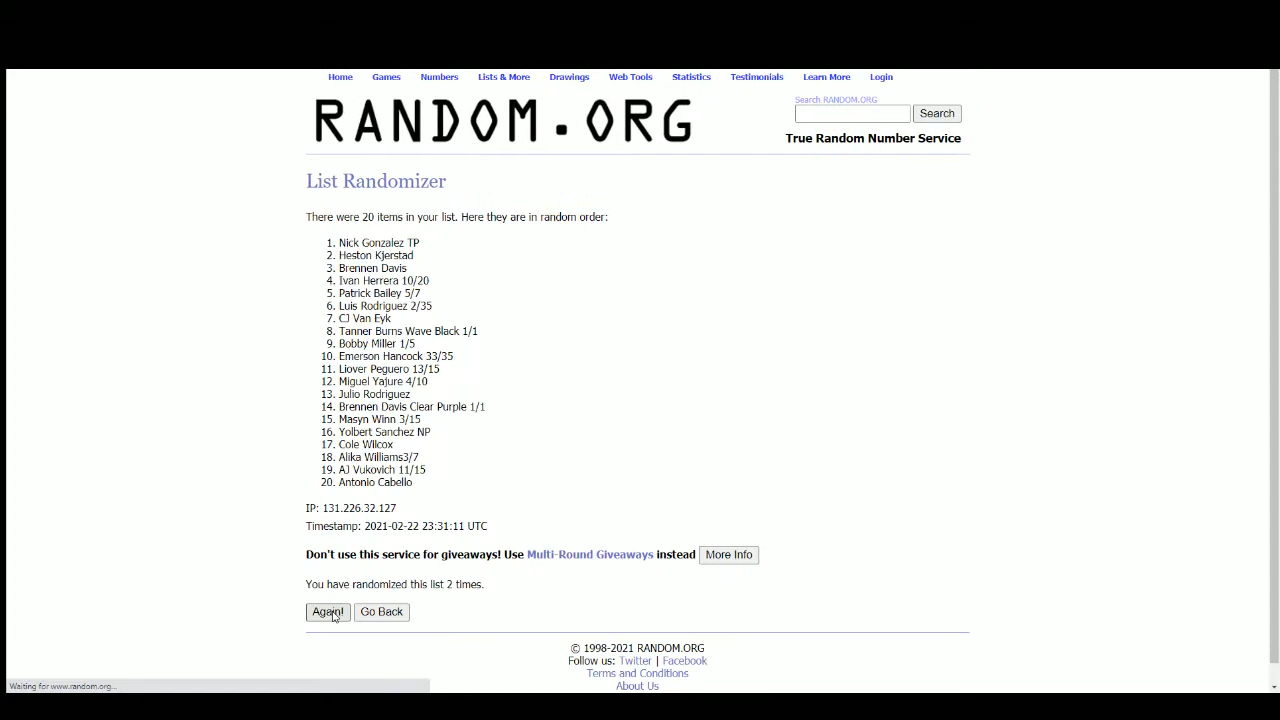 Home Games Numbers Lists & More Drawings Web Tools Statistics Testimonials Learn More Login
RANDOM.ORG
Search RANDOM.ORG
Search
True Random Number Service
List Randomizer
There were 20 items in your list. Here they are in random order:
1. Nick Gonzalez TP
2. Heston Kjerstad
3. Brennen Davis
4. Ivan Herrera 10/20
5. Patrick Bailey 5/7
6. Luis Rodriguez 2/35
7. CJ Van Eyk
8. Tanner Burns Wave Black 1/1
9. Bobby Miller 1/5
10. Emerson Hancock 33/35
11. Liover Peguero 13/15
12. Miguel Yajure 4/10
13. Julio Rodriguez
14. Brennen Davis Clear Purple 1/1
15. Masyn Winn 3/15
16. Yolbert Sanchez NP
17. Cole Wilcox
18. Alika Williams3/7
19. AJ Vukovich 11/15
20. Antonio Cabello
IP: 131.226.32.127
Timestamp: 2021-02-22 23:31:11 UTC
Don't use this service for giveaways! Use Multi-Round Giveaways instead More Info
You have randomized this list 2 times.
Again! Go Back
© 1998-2021 RANDOM.ORG
Follow us: Twitter | Facebook
Terms and Conditions
About Us
Waiting for www.random.org...